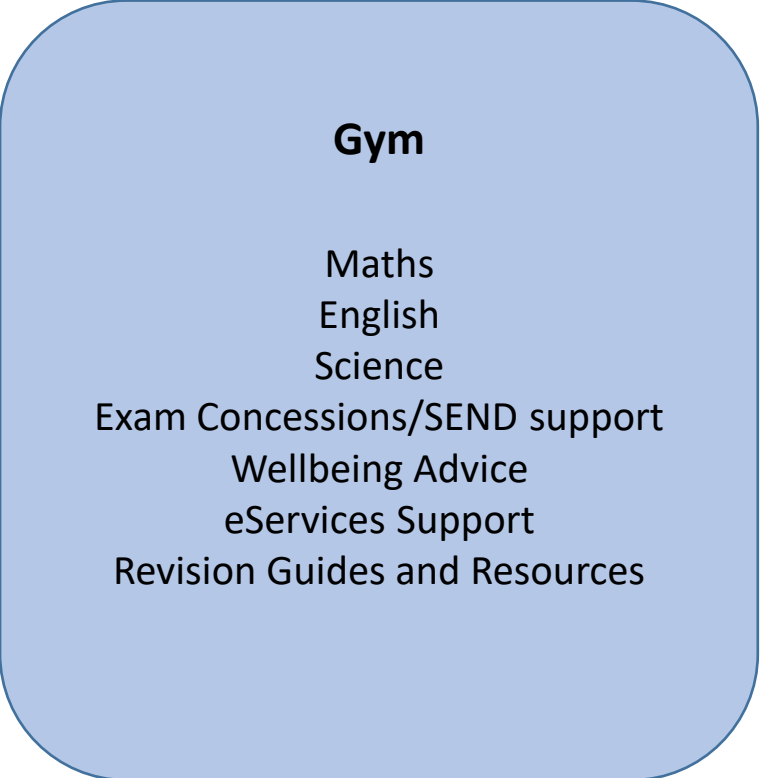 Gym
Maths
English
Science
Exam Concessions/SEND support
Wellbeing Advice
eServices Support
Revision Guides and Resources